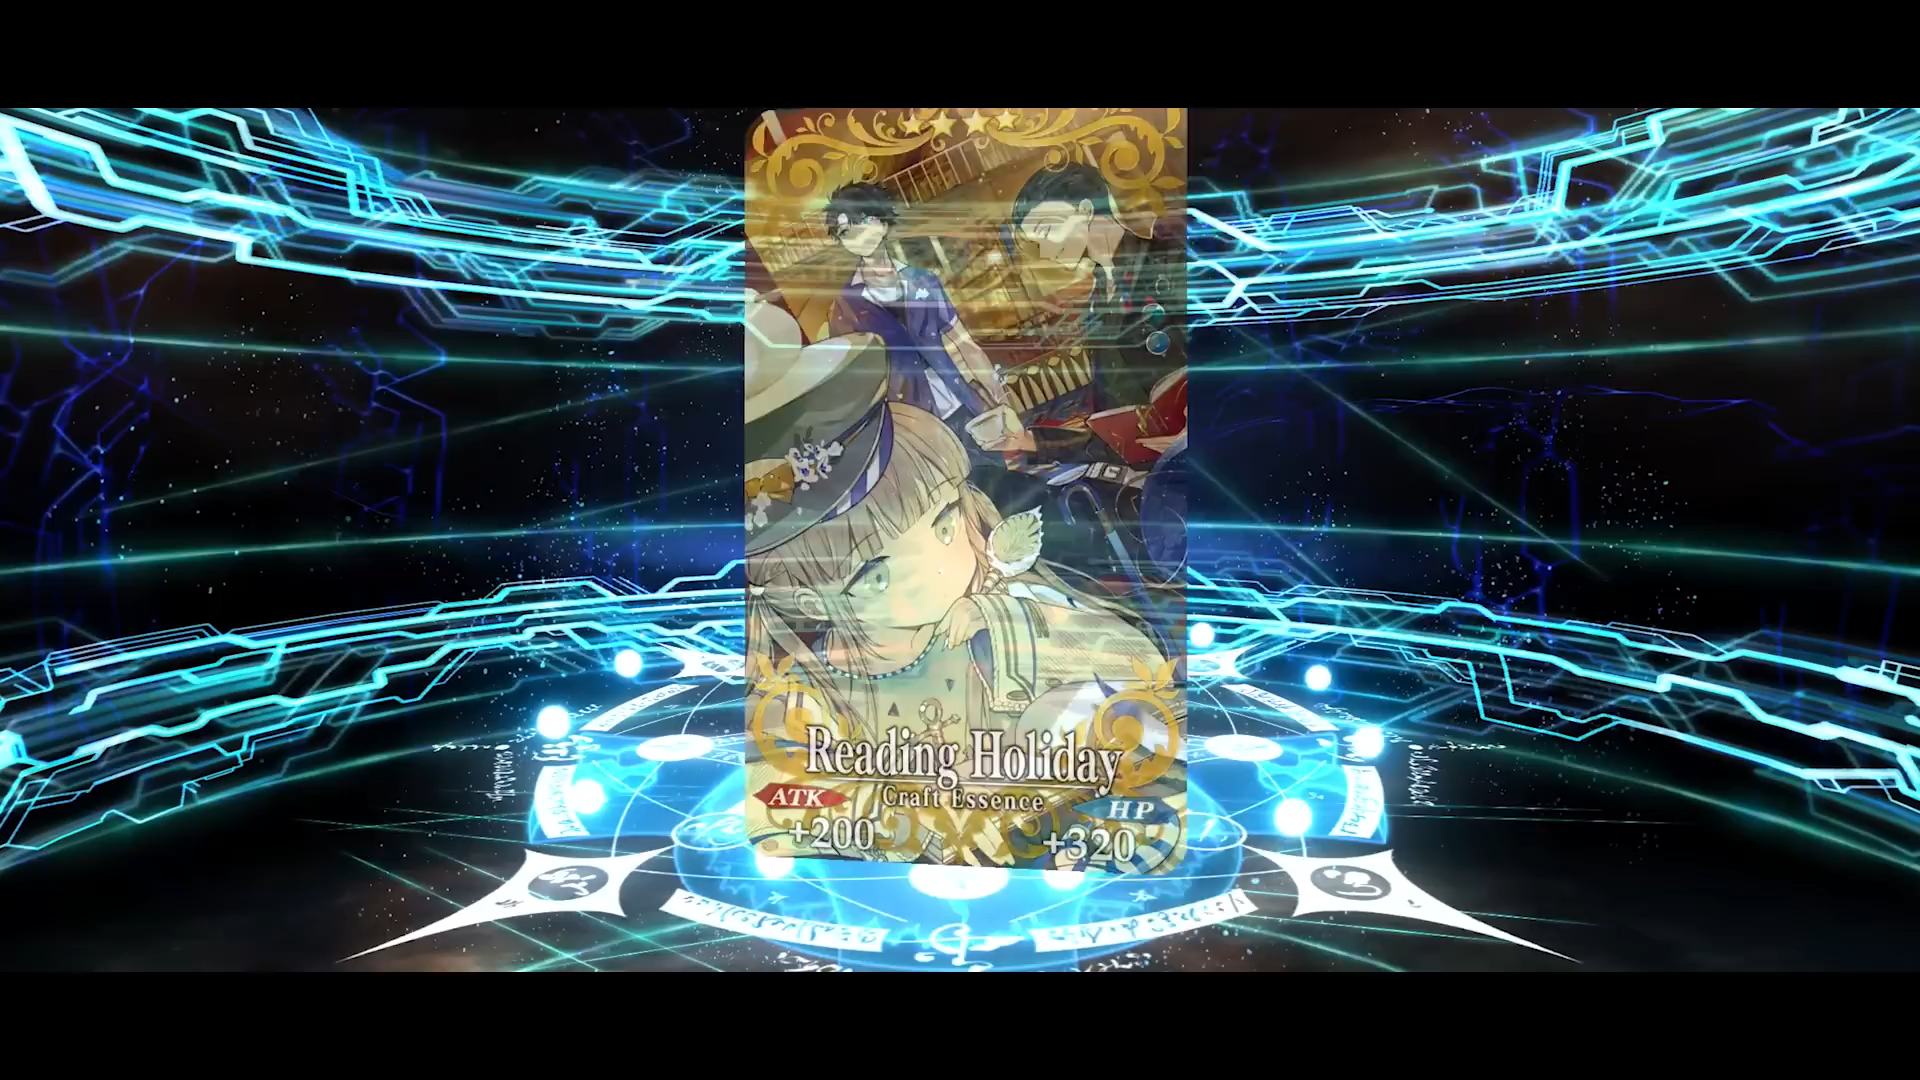 Reading Holiday
Craft Essence
ATK
HP
+200
+320